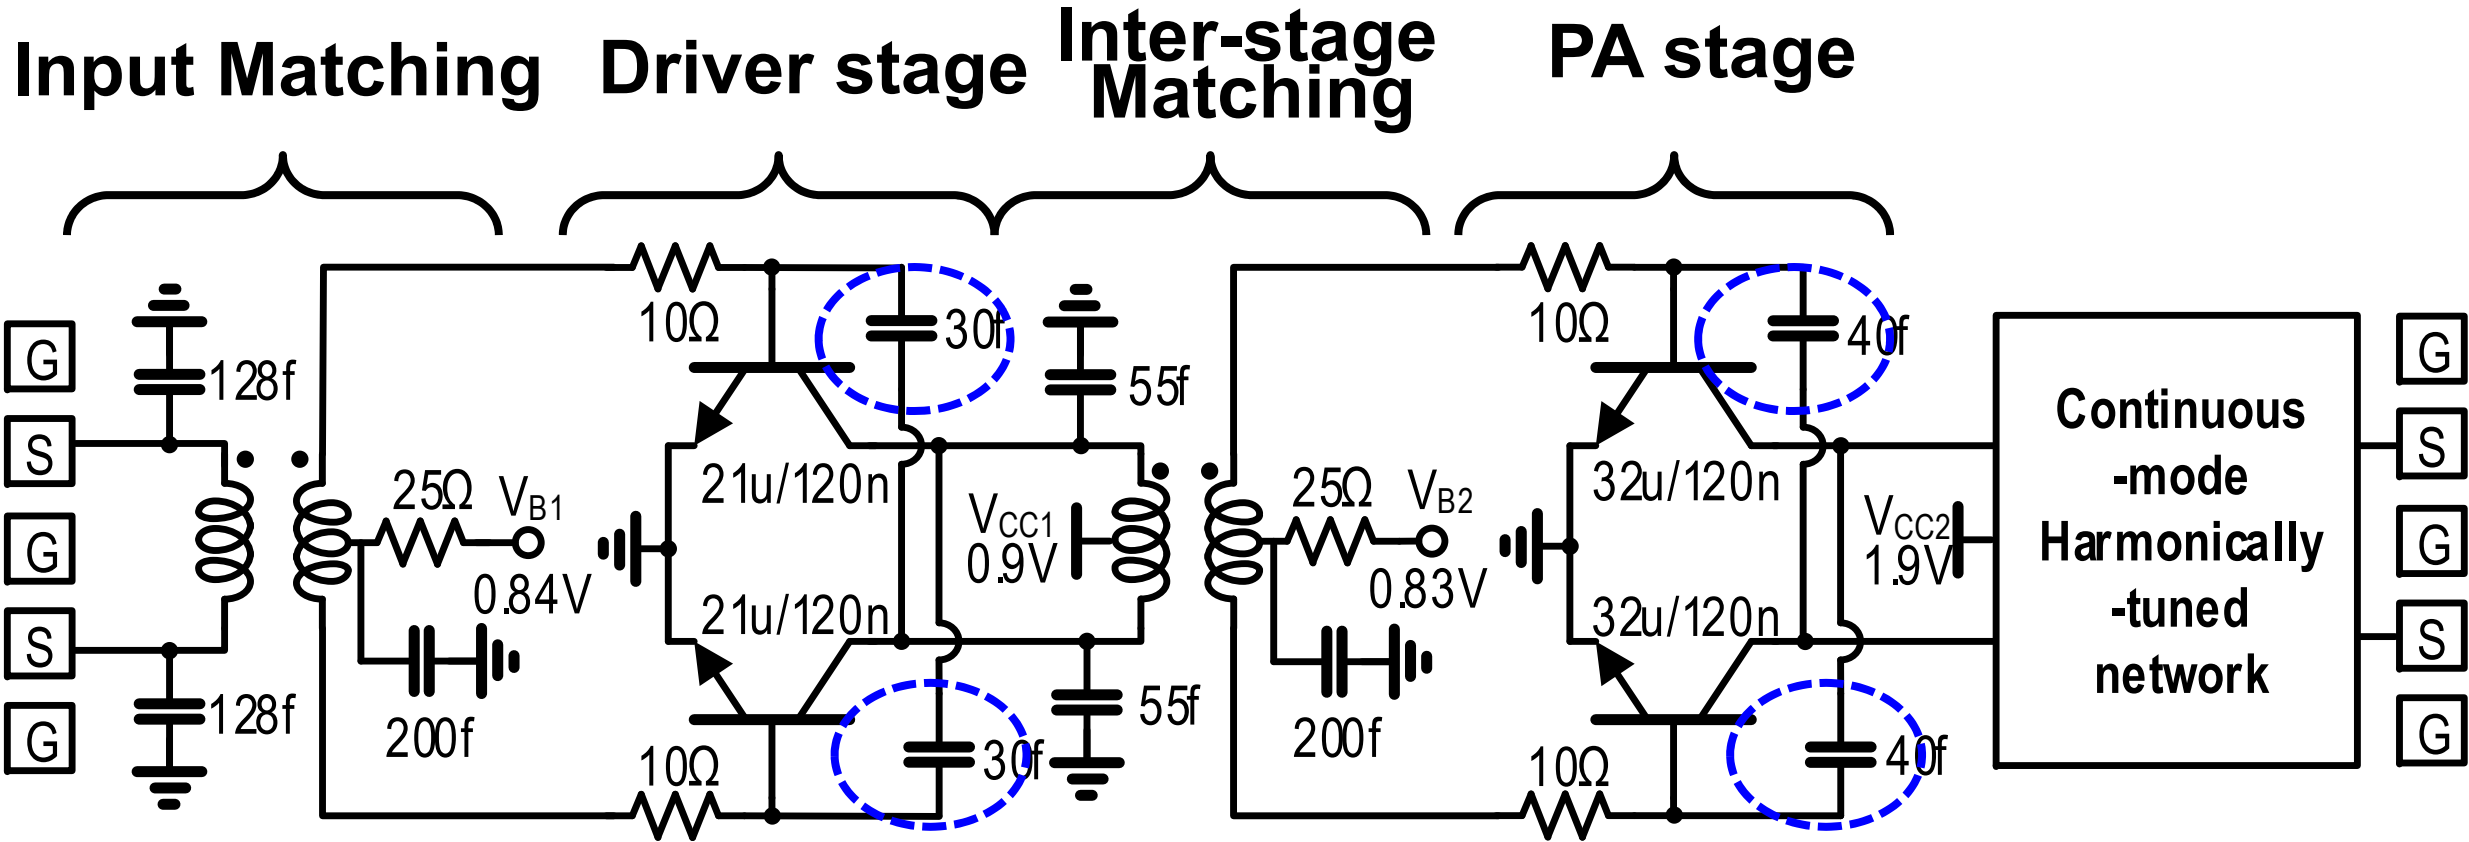 Input Matching
Driver stage
Inter-stage
Matching
PA stage
G
S
G
S
G
128f
128f
25Ω
VB1
0.84V
200f
10Ω
10Ω
30f
30f
21u/120n
21u/120n
55f
55f
VCC1
0.9V
25Ω
VB2
0.83V
200f
10Ω
10Ω
40f
40f
32u/120n
32u/120n
VCC2
1.9V
Continuous
-mode
Harmonically
-tuned
network
G
S
G
S
G